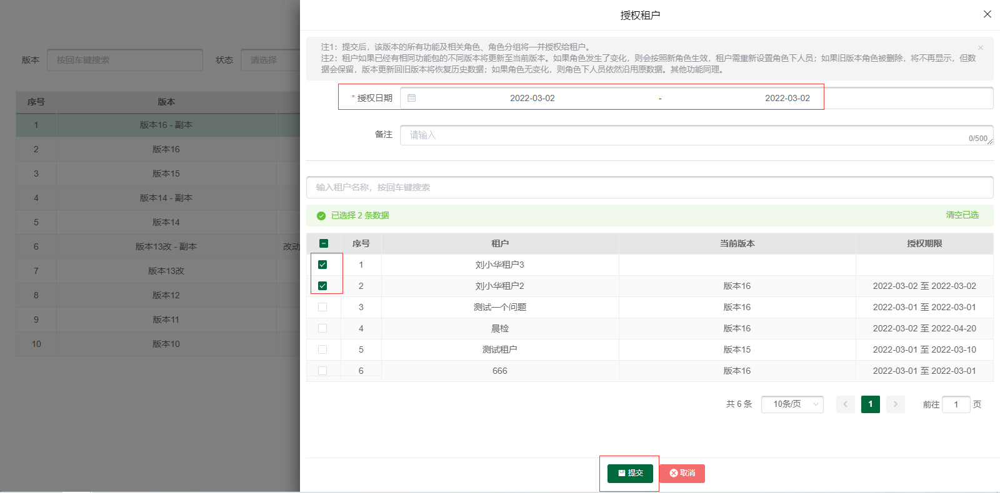 授权租户
注1：提交后，该版本的所有功能及相关角色、角色分组将一并授权给租户。
注2：租户如果已经有相同功能包的不同版本将更新至当前版本。如果角色发生了变化，则会按照新角色生效，租户需重新设置角色下人员；如果旧版本角色被删除，将不再显示，但数
据会保留，版本更新回旧版本将恢复历史数据；如果角色无变化，则角色下人员依然沿用原数据。其他功能同理。
版本 按回车键搜索 状态 请选择
* 授权日期 2022-03-02 - 2022-03-02
备注 请输入 0/500
输入租户名称，按回车键搜索
已选择 2 条数据 清空已选
序号 版本
1 版本16 - 副本
2 版本16
3 版本15
4 版本14 - 副本
5 版本14
6 版本13改 - 副本 改动
7 版本13改
8 版本12
9 版本11
10 版本10
序号 租户 当前版本 授权期限
1 刘小华租户3
2 刘小华租户2 版本16 2022-03-02 至 2022-03-02
3 测试一个问题 版本16 2022-03-01 至 2022-03-01
4 晨检 版本16 2022-03-02 至 2022-04-20
5 测试租户 版本15 2022-03-01 至 2022-03-10
6 666 版本16 2022-03-01 至 2022-03-01
共 6 条 10条/页 1 前往 1 页
提交 取消